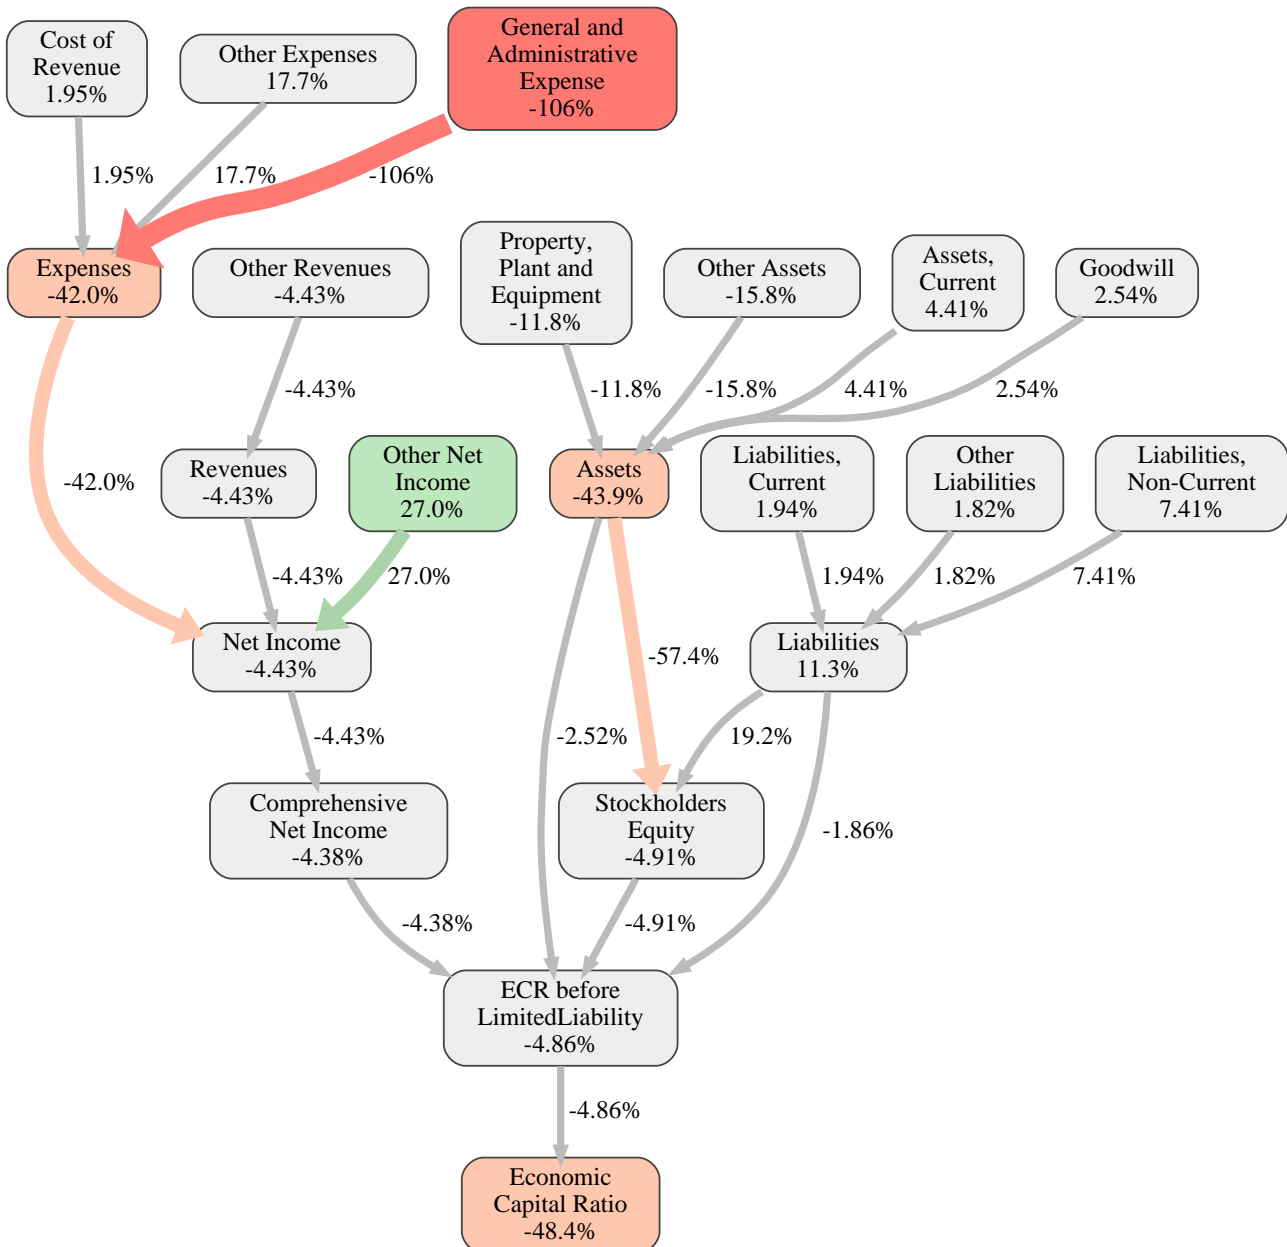 Cost of
Revenue
1.95%
Other Expenses
17.7%
General and
Administrative
Expense
-106%
1.95%
17.7%
-106%
Expenses
-42.0%
Other Revenues
-4.43%
Property,
Plant and
Equipment
-11.8%
Other Assets
-15.8%
Assets,
Current
4.41%
Goodwill
2.54%
-4.43%
-11.8%
-15.8%
4.41%
2.54%
-42.0%
Revenues
-4.43%
Other Net
Income
27.0%
Assets
-43.9%
Liabilities,
Current
1.94%
Other
Liabilities
1.82%
Liabilities,
Non-Current
7.41%
-4.43%
27.0%
1.94%
1.82%
7.41%
Net Income
-4.43%
-57.4%
Liabilities
11.3%
-4.43%
-2.52%
19.2%
Comprehensive
Net Income
-4.38%
Stockholders
Equity
-4.91%
-1.86%
-4.38%
-4.91%
ECR before
LimitedLiability
-4.86%
-4.86%
Economic
Capital Ratio
-48.4%